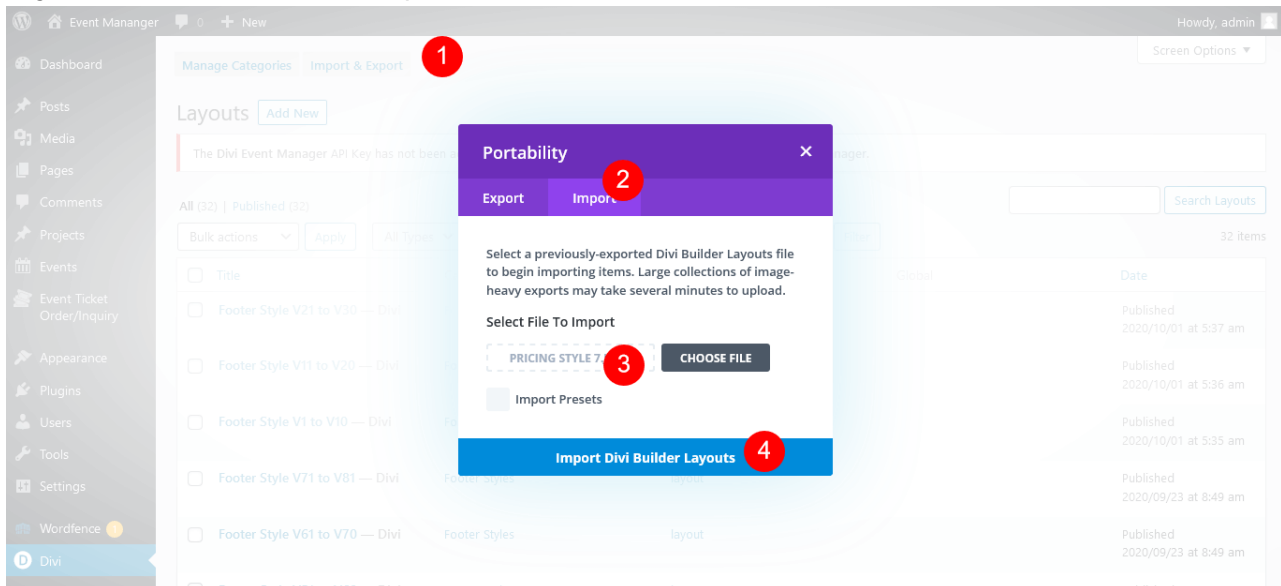 Event Mananger 0 + New Howdy, admin
Screen Options ▼
Dashboard
Posts
Media
Pages
Comments
Projects
Events
Event Ticket
Order/Inquiry
Appearance
Plugins
Users
Tools
Settings
Wordfence
Divi
Manage Categories Import & Export
1
Layouts Add New
The Divi Event Manager API Key has not been
All (32) | Published (32)
Search Layouts
Bulk actions Apply All Types
32 items
Title Global Date
Footer Style V21 to V30 — Divi
Published
2020/10/01 at 5:37 am
Footer Style V11 to V20 — Divi
Published
2020/10/01 at 5:36 am
Footer Style V1 to V10 — Divi
Published
2020/10/01 at 5:35 am
Footer Style V71 to V81 — Divi Footer Styles layout
Published
2020/09/23 at 8:49 am
Footer Style V61 to V70 — Divi Footer Styles layout
Published
2020/09/23 at 8:49 am
Portability ×
2
Export Import
Select a previously-exported Divi Builder Layouts file
to begin importing items. Large collections of image-
heavy exports may take several minutes to upload.
Select File To Import
PRICING STYLE 7. 3 CHOOSE FILE
Import Presets
Import Divi Builder Layouts 4